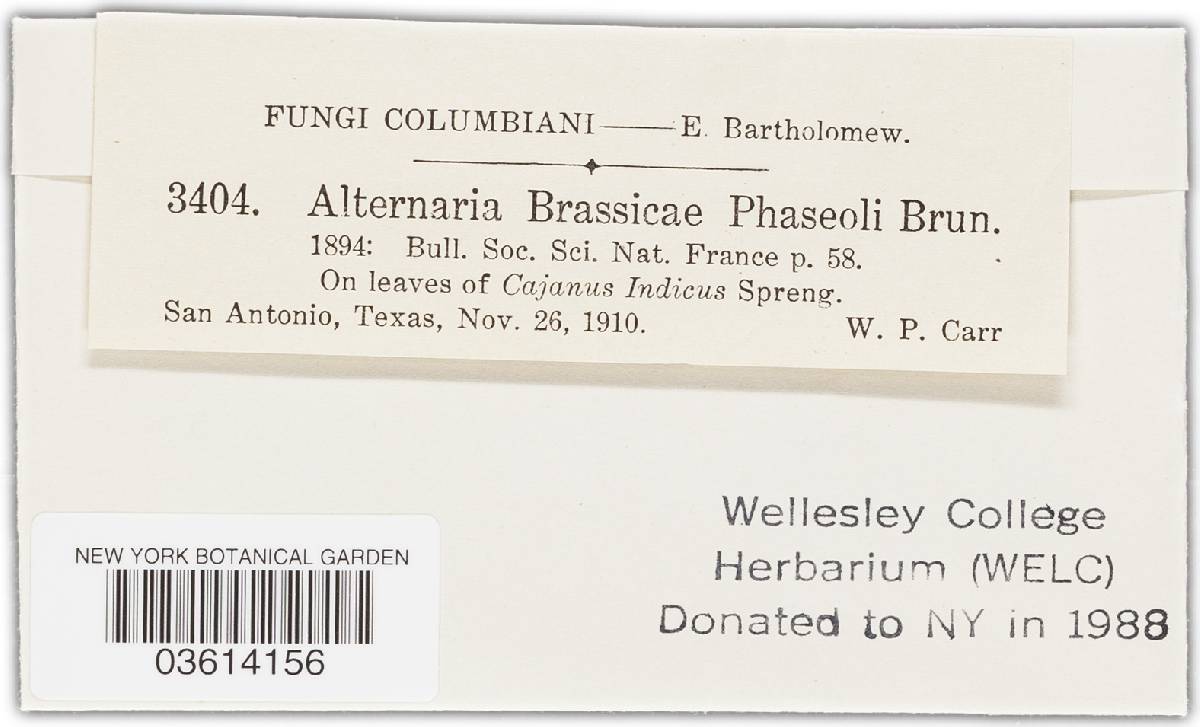 FUNGI COLUMBIANI——E. Bartholomew.
3404. Alternaria Brassicae Phaseoli Brun.
1894: Bull. Soc. Sci. Nat. France p. 58.
On leaves of Cajanus Indicus Spreng.
San Antonio, Texas, Nov. 26, 1910. W. P. Carr
Wellesley College
Herbarium (WELC)
Donated to NY in 1988
NEW YORK BOTANICAL GARDEN
03614156